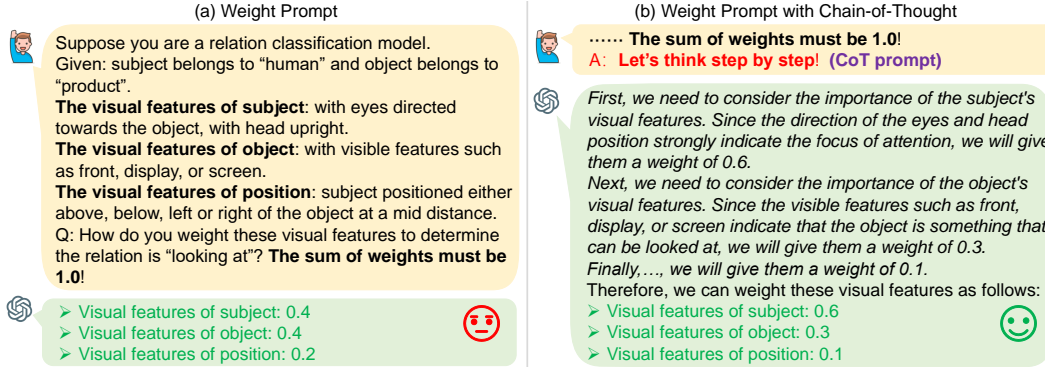 (a) Weight Prompt
Suppose you are a relation classification model.
Given: subject belongs to “human” and object belongs to
“product”.
The visual features of subject: with eyes directed
towards the object, with head upright.
The visual features of object: with visible features such
as front, display, or screen.
The visual features of position: subject positioned either
above, below, left or right of the object at a mid distance.
Q: How do you weight these visual features to determine
the relation is “looking at”? The sum of weights must be
1.0!
➢ Visual features of subject: 0.4
➢ Visual features of object: 0.4
➢ Visual features of position: 0.2
(b) Weight Prompt with Chain-of-Thought
…… The sum of weights must be 1.0!
A: Let’s think step by step! (CoT prompt)
First, we need to consider the importance of the subject's
visual features. Since the direction of the eyes and head
position strongly indicate the focus of attention, we will give
them a weight of 0.6.
Next, we need to consider the importance of the object's
visual features. Since the visible features such as front,
display, or screen indicate that the object is something that
can be looked at, we will give them a weight of 0.3.
Finally,…, we will give them a weight of 0.1.
Therefore, we can weight these visual features as follows:
➢ Visual features of subject: 0.6
➢ Visual features of object: 0.3
➢ Visual features of position: 0.1